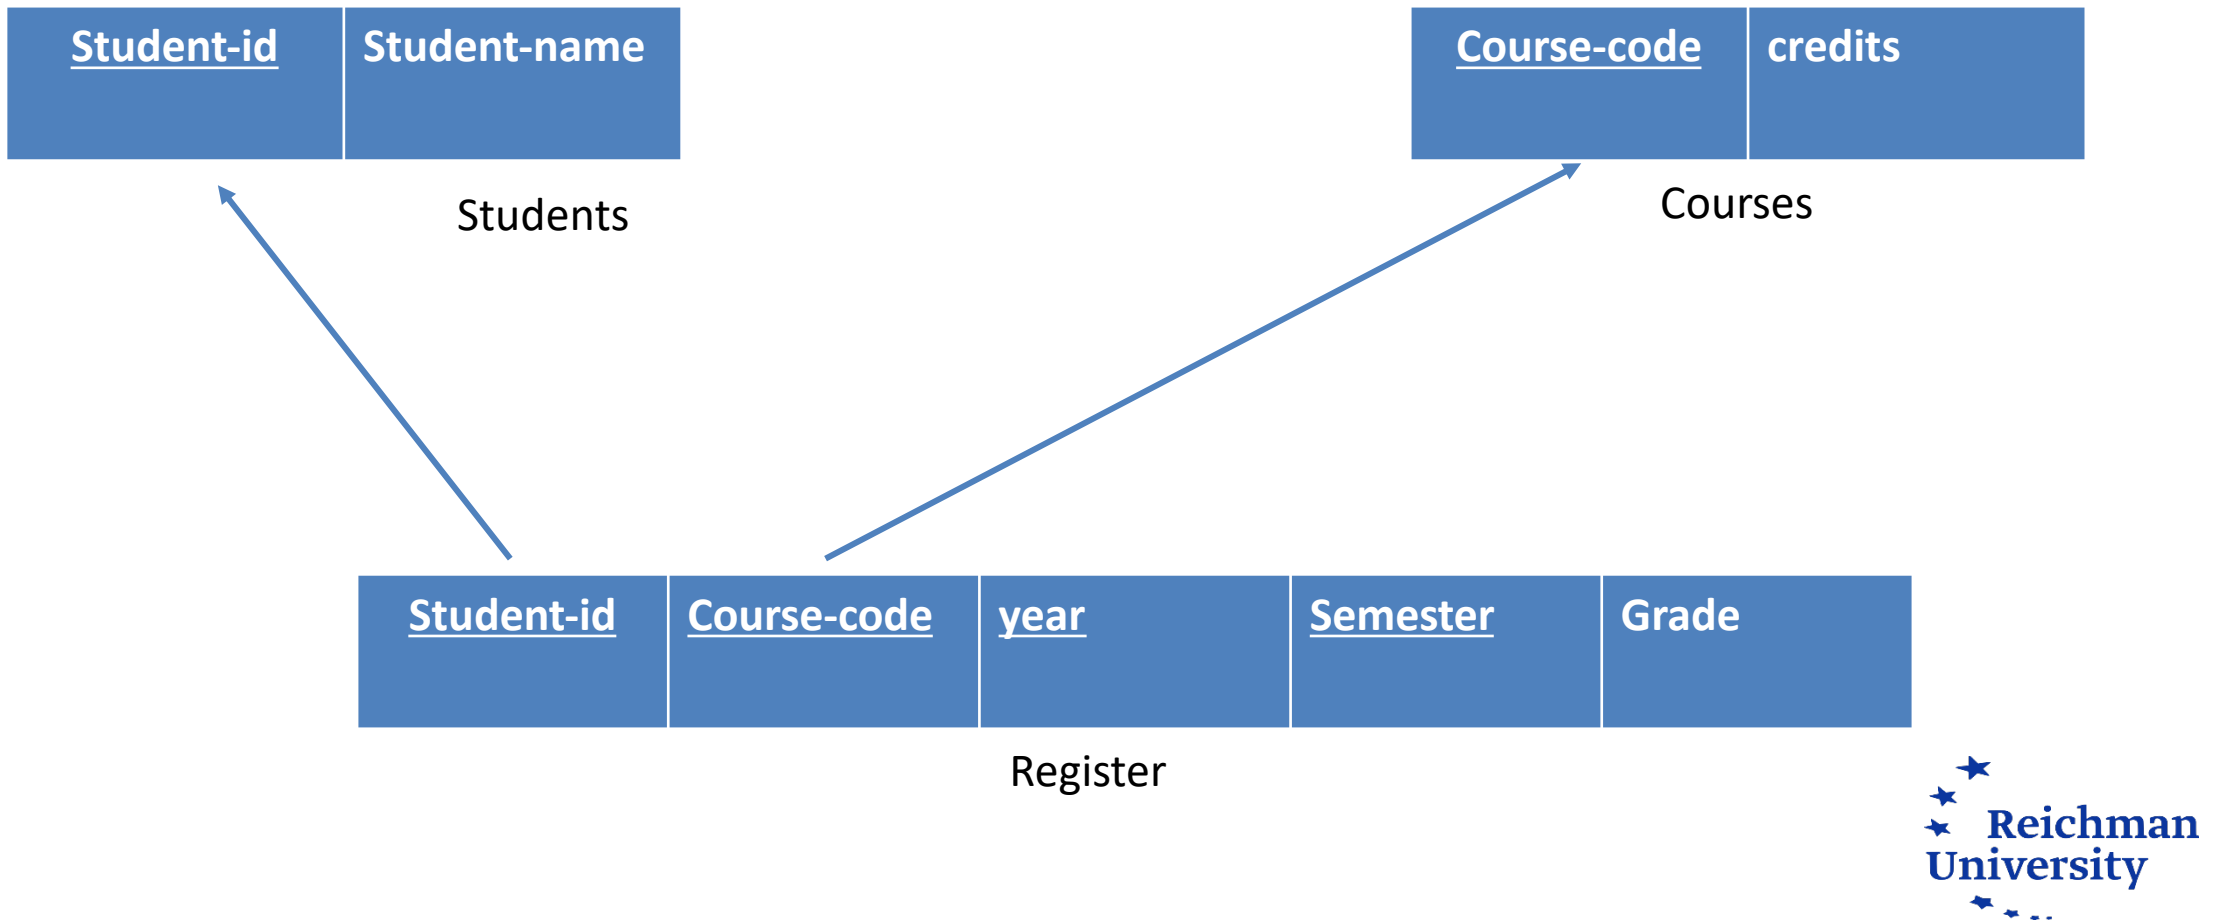 Student-id Student-name
Course-code credits
Students
Courses
Student-id Course-code year Semester Grade
Register
Reichman
University